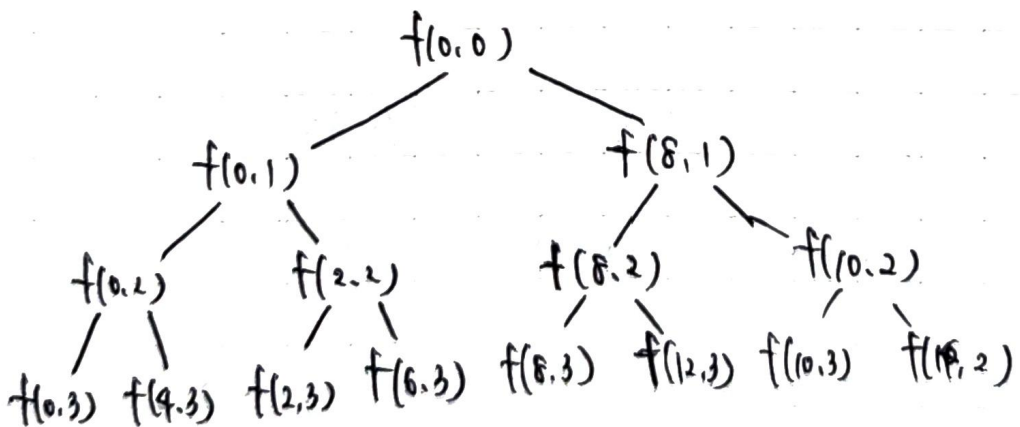 f(0,0)
f(0,1) f(8,1)
f(0,2) f(2,2) f(8,2) f(10,2)
f(0,3) f(4,3) f(2,3) f(6,3) f(8,3) f(12,3) f(10,3)